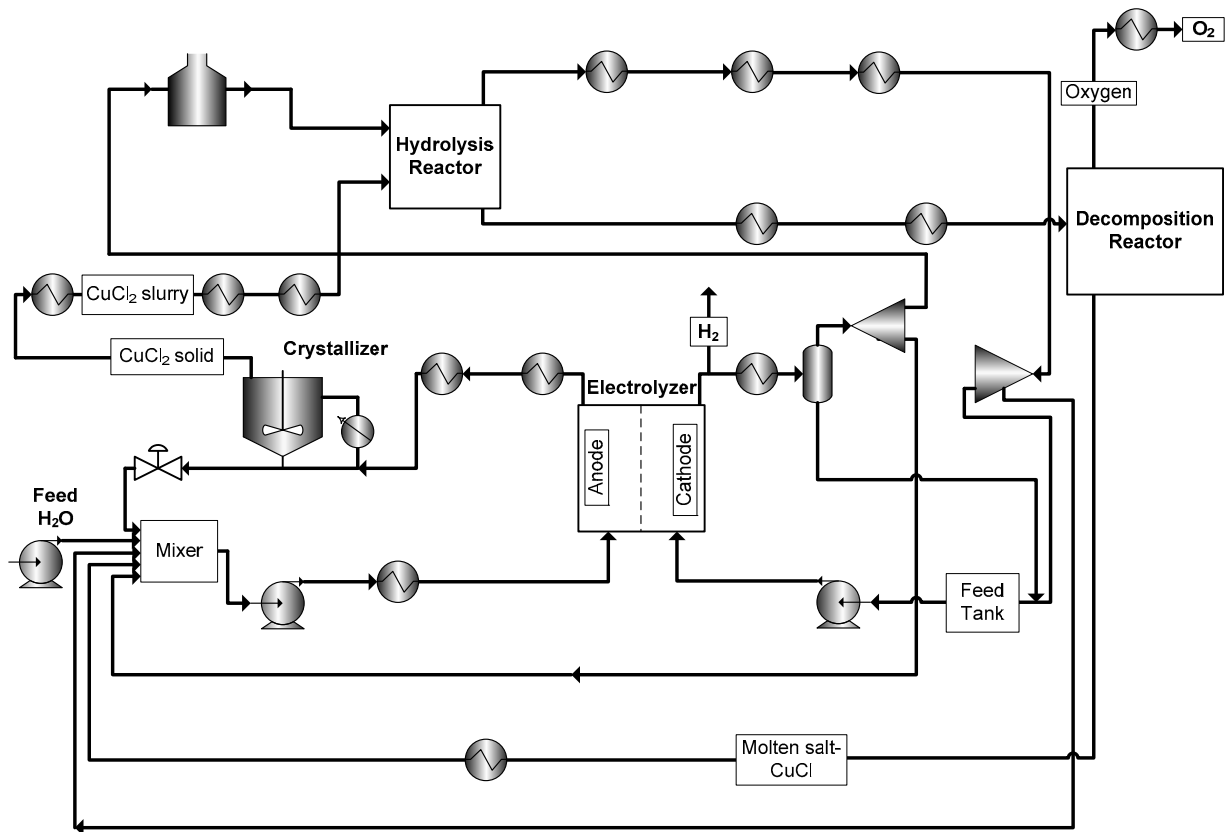 O₂
Oxygen
Hydrolysis
Reactor
Decomposition
Reactor
CuCl₂ slurry
H₂
CuCl₂ solid
Crystallizer
Electrolyzer
Anode
Cathode
Feed
H₂O
Mixer
Feed
Tank
Molten salt-
CuCl